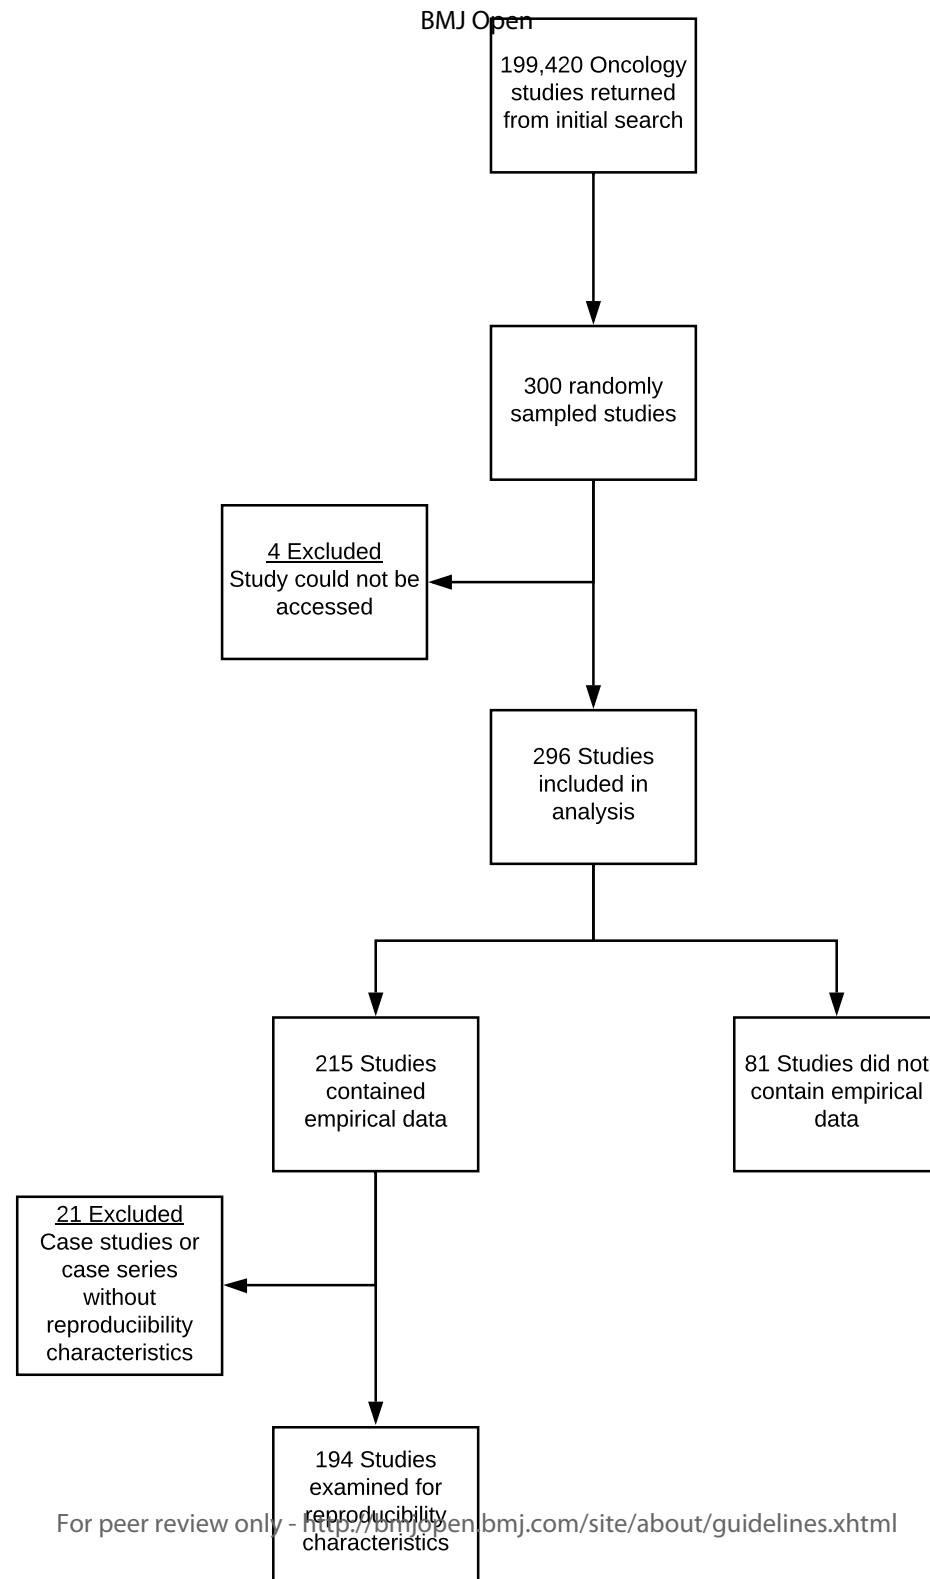 BMJ Open
199,420 Oncology
studies returned
from initial search
300 randomly
sampled studies
4 Excluded
Study could not be
accessed
296 Studies
included in
analysis
215 Studies
contained
empirical data
81 Studies did not
contain empirical
data
21 Excluded
Case studies or
case series
without
reproduciibility
characteristics
194 Studies
examined for
reproducibility
characteristics
For peer review only - http://bmjopen.bmj.com/site/about/guidelines.xhtml